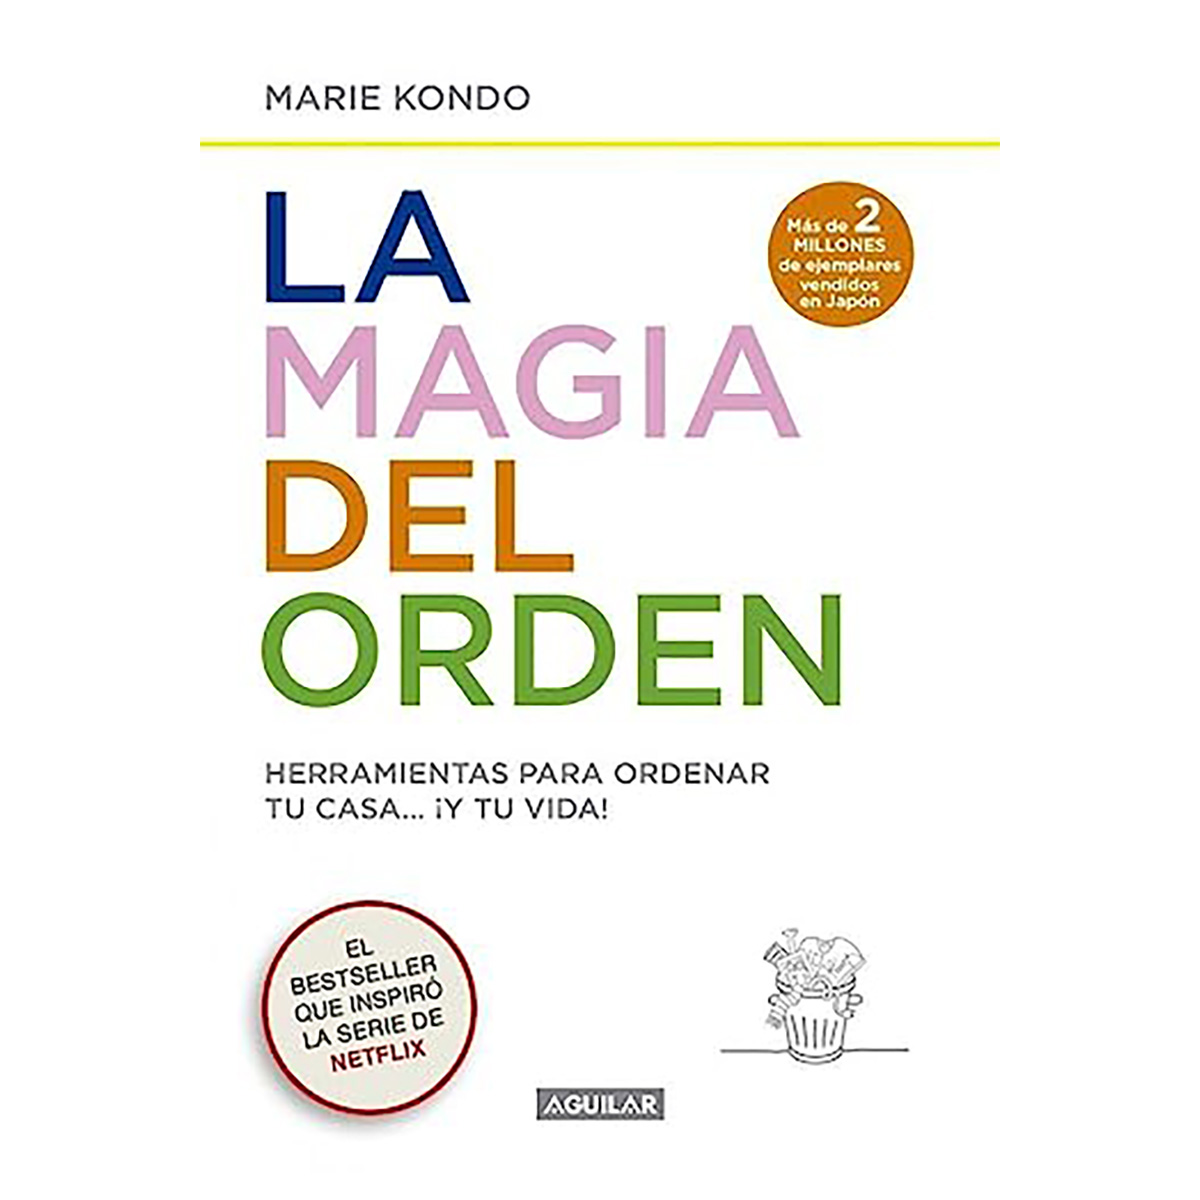 MARIE KONDO
LA
MAGIA
DEL
ORDEN
Más de 2
MILLONES
de ejemplares
vendidos
en Japón
HERRAMIENTAS PARA ORDENAR
TU CASA... ¡Y TU VIDA!
EL
BESTSELLER
QUE INSPIRÓ
LA SERIE DE
NETFLIX
AGUILAR